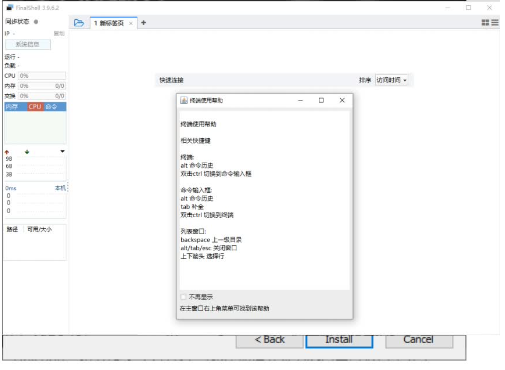 FinalShell 3.9.6.2
同步状态
1 新标签页 × +
IP -
复制
系统信息
运行 -
负载 -
CPU 0%
内存 0% 0/0
交换 0% 0/0
内存 CPU 命令
快速连接
排序 访问时间
终端使用帮助
终端使用帮助
相关快捷键
终端:
alt 命令历史
双击ctrl 切换到命令输入框
命令输入框:
alt 命令历史
tab 补全
双击ctrl 切换到终端
列表窗口:
backspace 上一级目录
alt/tab/esc 关闭窗口
上下箭头 选择行
不再显示
在主窗口右上角菜单可找到该帮助
0ms 本机
0
0
0
路径 可用/大小
< Back Install Cancel